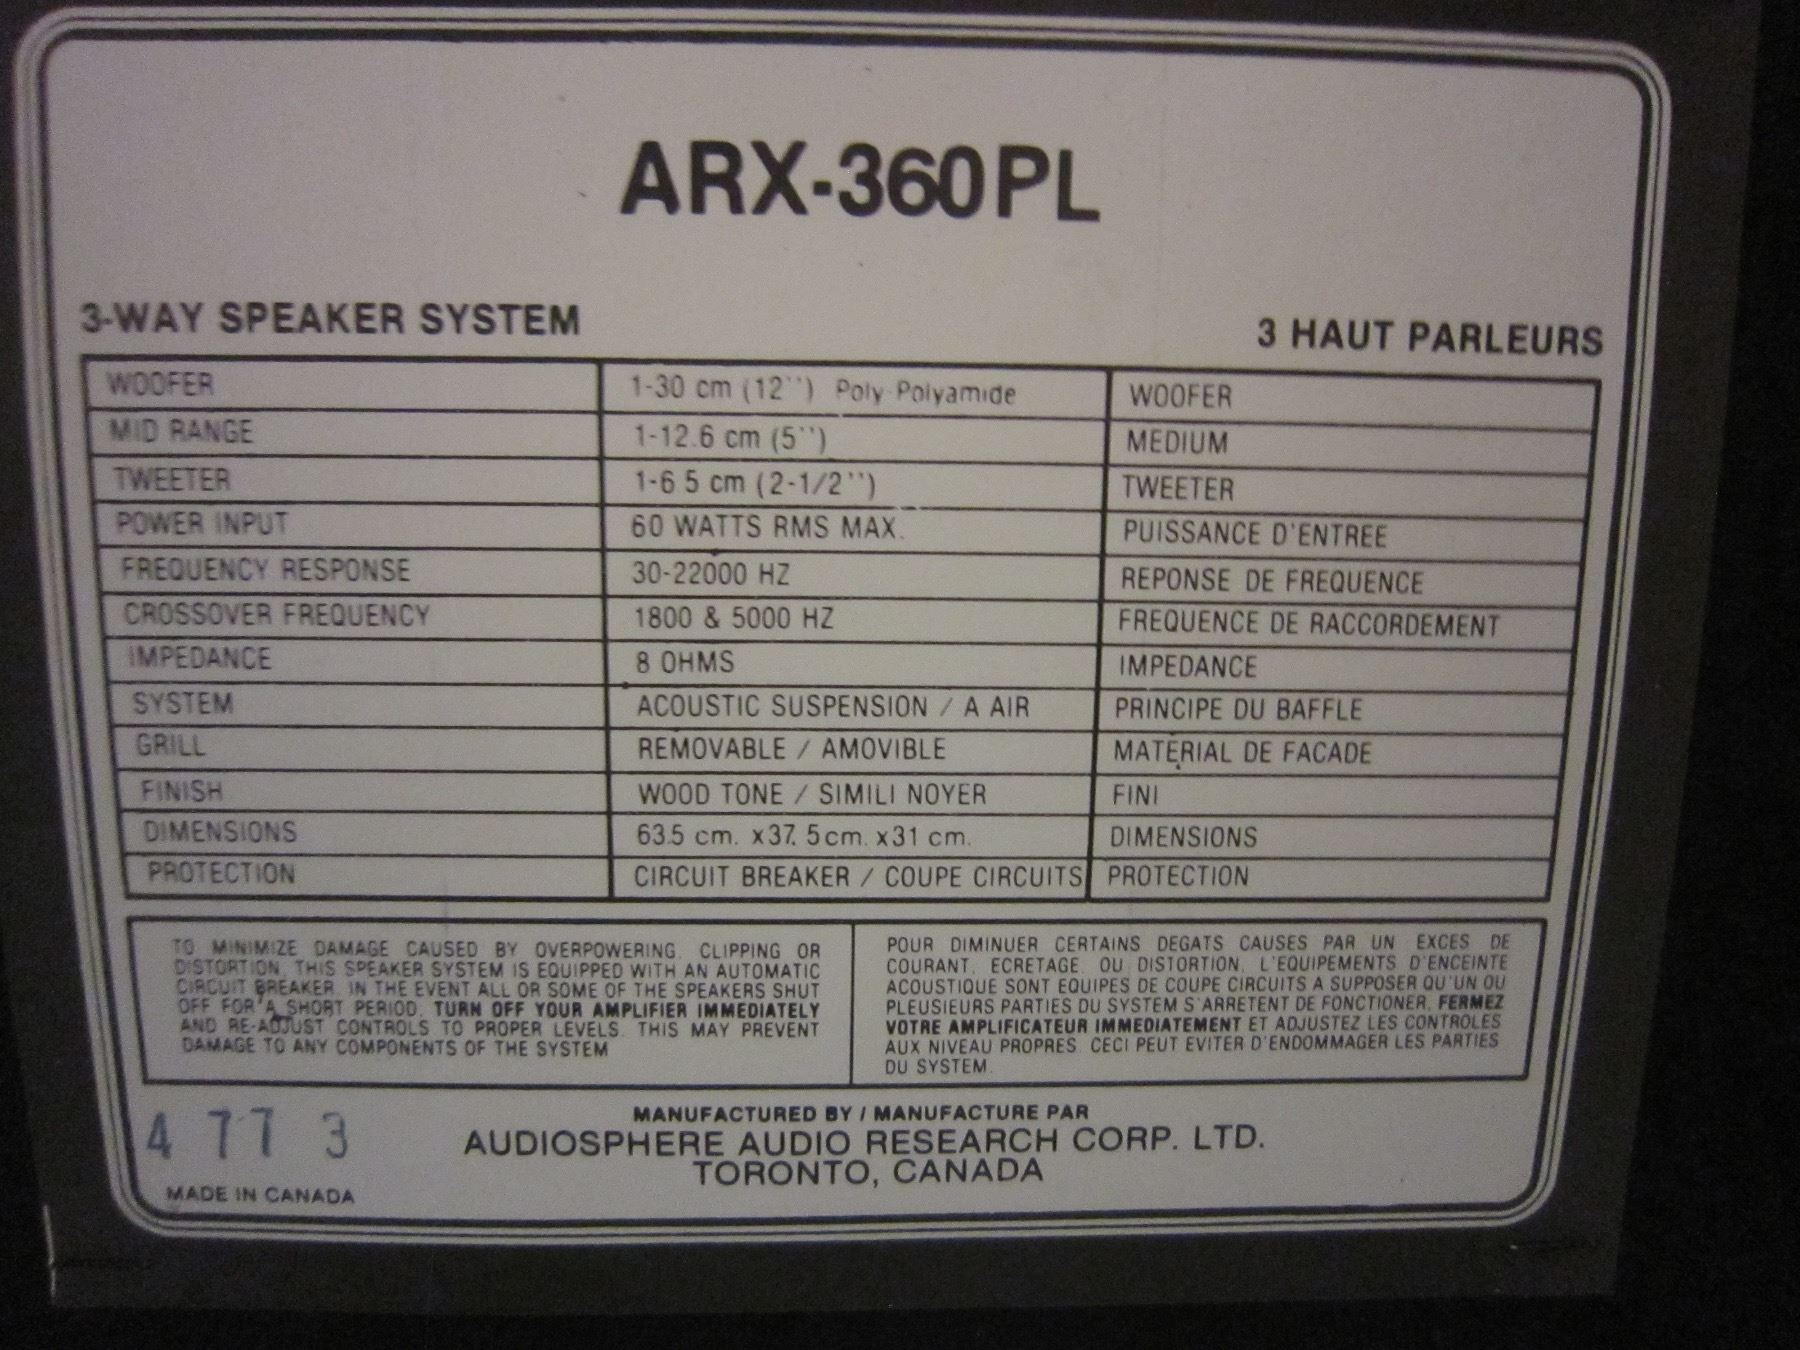 ARX-360PL
3-WAY SPEAKER SYSTEM 3 HAUT PARLEURS
WOOFER 1-30 cm (12'') Poly-Polyamide WOOFER
MID RANGE 1-12.6 cm (5'') MEDIUM
TWEETER 1-6.5 cm (2-1/2'') TWEETER
POWER INPUT 60 WATTS RMS MAX. PUISSANCE D'ENTREE
FREQUENCY RESPONSE 30-22000 HZ REPONSE DE FREQUENCE
CROSSOVER FREQUENCY 1800 & 5000 HZ FREQUENCE DE RACCORDEMENT
IMPEDANCE 8 OHMS IMPEDANCE
SYSTEM ACOUSTIC SUSPENSION / A AIR PRINCIPE DU BAFFLE
GRILL REMOVABLE / AMOVIBLE MATERIAL DE FACADE
FINISH WOOD TONE / SIMILI NOYER FINI
DIMENSIONS 63.5 cm. x37.5cm. x31 cm. DIMENSIONS
PROTECTION CIRCUIT BREAKER / COUPE CIRCUITS PROTECTION
TO MINIMIZE DAMAGE CAUSED BY OVERPOWERING, CLIPPING OR
DISTORTION, THIS SPEAKER SYSTEM IS EQUIPPED WITH AN AUTOMATIC
CIRCUIT BREAKER. IN THE EVENT ALL OR SOME OF THE SPEAKERS SHUT
OFF FOR A SHORT PERIOD, TURN OFF YOUR AMPLIFIER IMMEDIATELY
AND RE-ADJUST CONTROLS TO PROPER LEVELS. THIS MAY PREVENT
DAMAGE TO ANY COMPONENTS OF THE SYSTEM
POUR DIMINUER CERTAINS DEGATS CAUSES PAR UN EXCES DE
COURANT, ECRETAGE, OU DISTORTION, L'EQUIPEMENTS D'ENCEINTE
ACOUSTIQUE SONT EQUIPES DE COUPE CIRCUITS A SUPPOSER QU'UN OU
PLEUSIEURS PARTIES DU SYSTEM S'ARRETENT DE FONCTIONER, FERMEZ
VOTRE AMPLIFICATEUR IMMEDIATEMENT ET ADJUSTEZ LES CONTROLES
AUX NIVEAU PROPRES. CECI PEUT EVITER D'ENDOMMAGER LES PARTIES
DU SYSTEM.
4 77 3
MANUFACTURED BY / MANUFACTURE PAR
AUDIOSPHERE AUDIO RESEARCH CORP. LTD.
TORONTO, CANADA
MADE IN CANADA